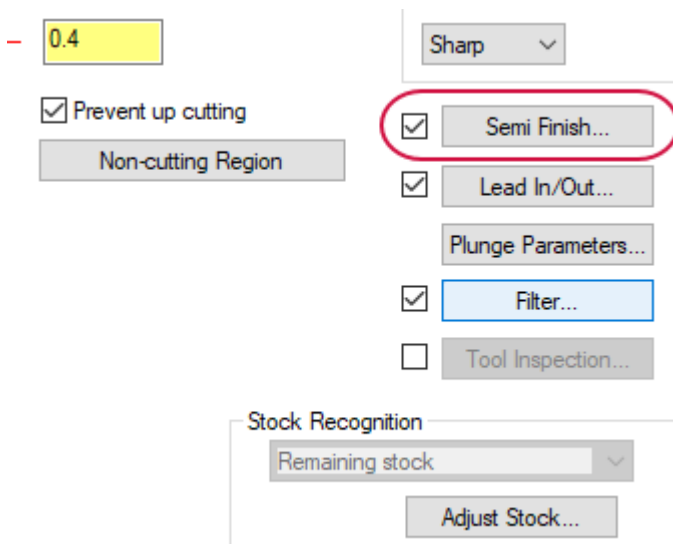 0.4
Sharp
Prevent up cutting
Semi Finish...
Non-cutting Region
Lead In/Out...
Plunge Parameters...
Filter...
Tool Inspection...
Stock Recognition
Remaining stock
Adjust Stock...